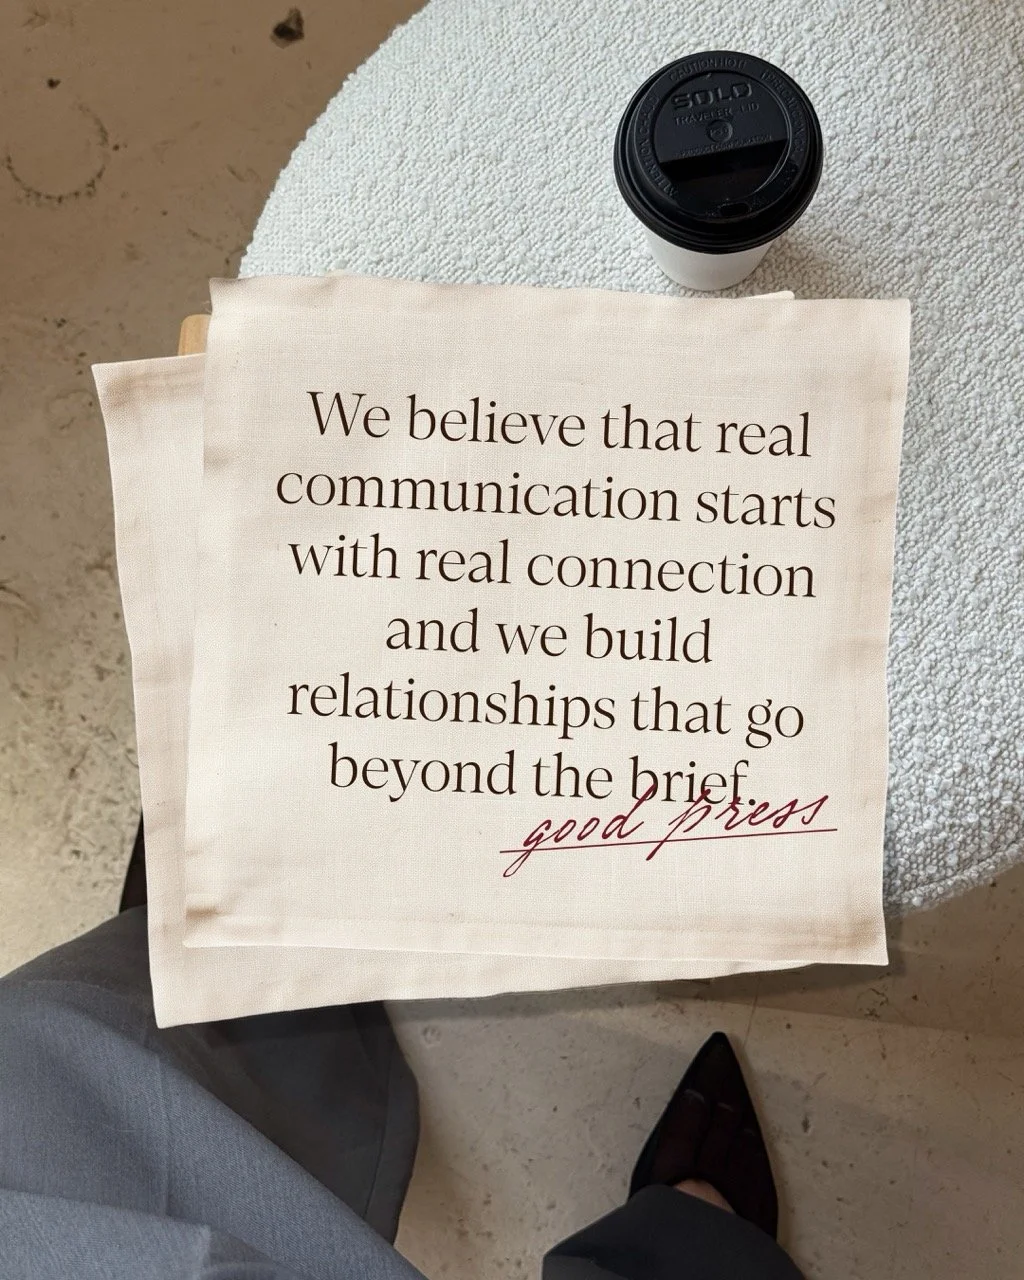 SOLO
TRAVELER LID
We believe that real
communication starts
with real connection
and we build
relationships that go
beyond the brief.
good press